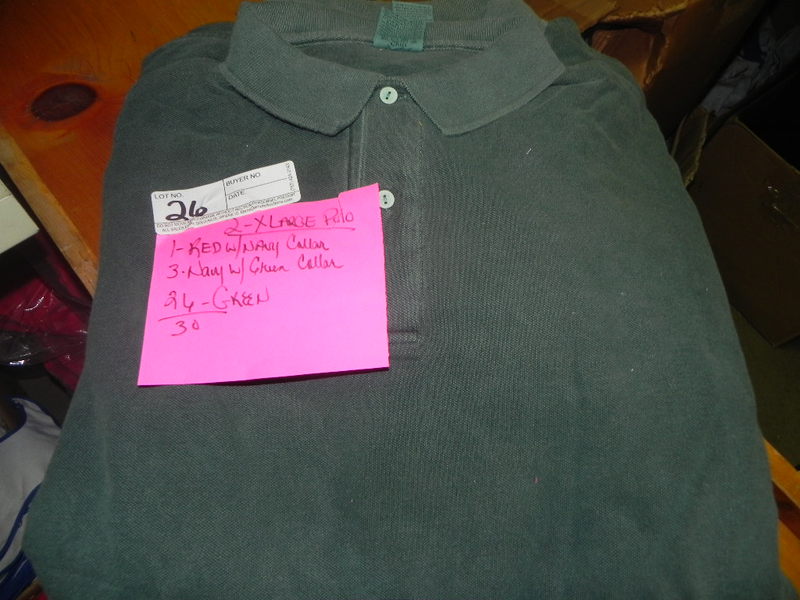 LOT NO.
26
BUYER NO.
DATE
2-XLARGE Polo
1-RED w/NAVY Collar
3-Navy w/ Green Collar
26-GREEN
30